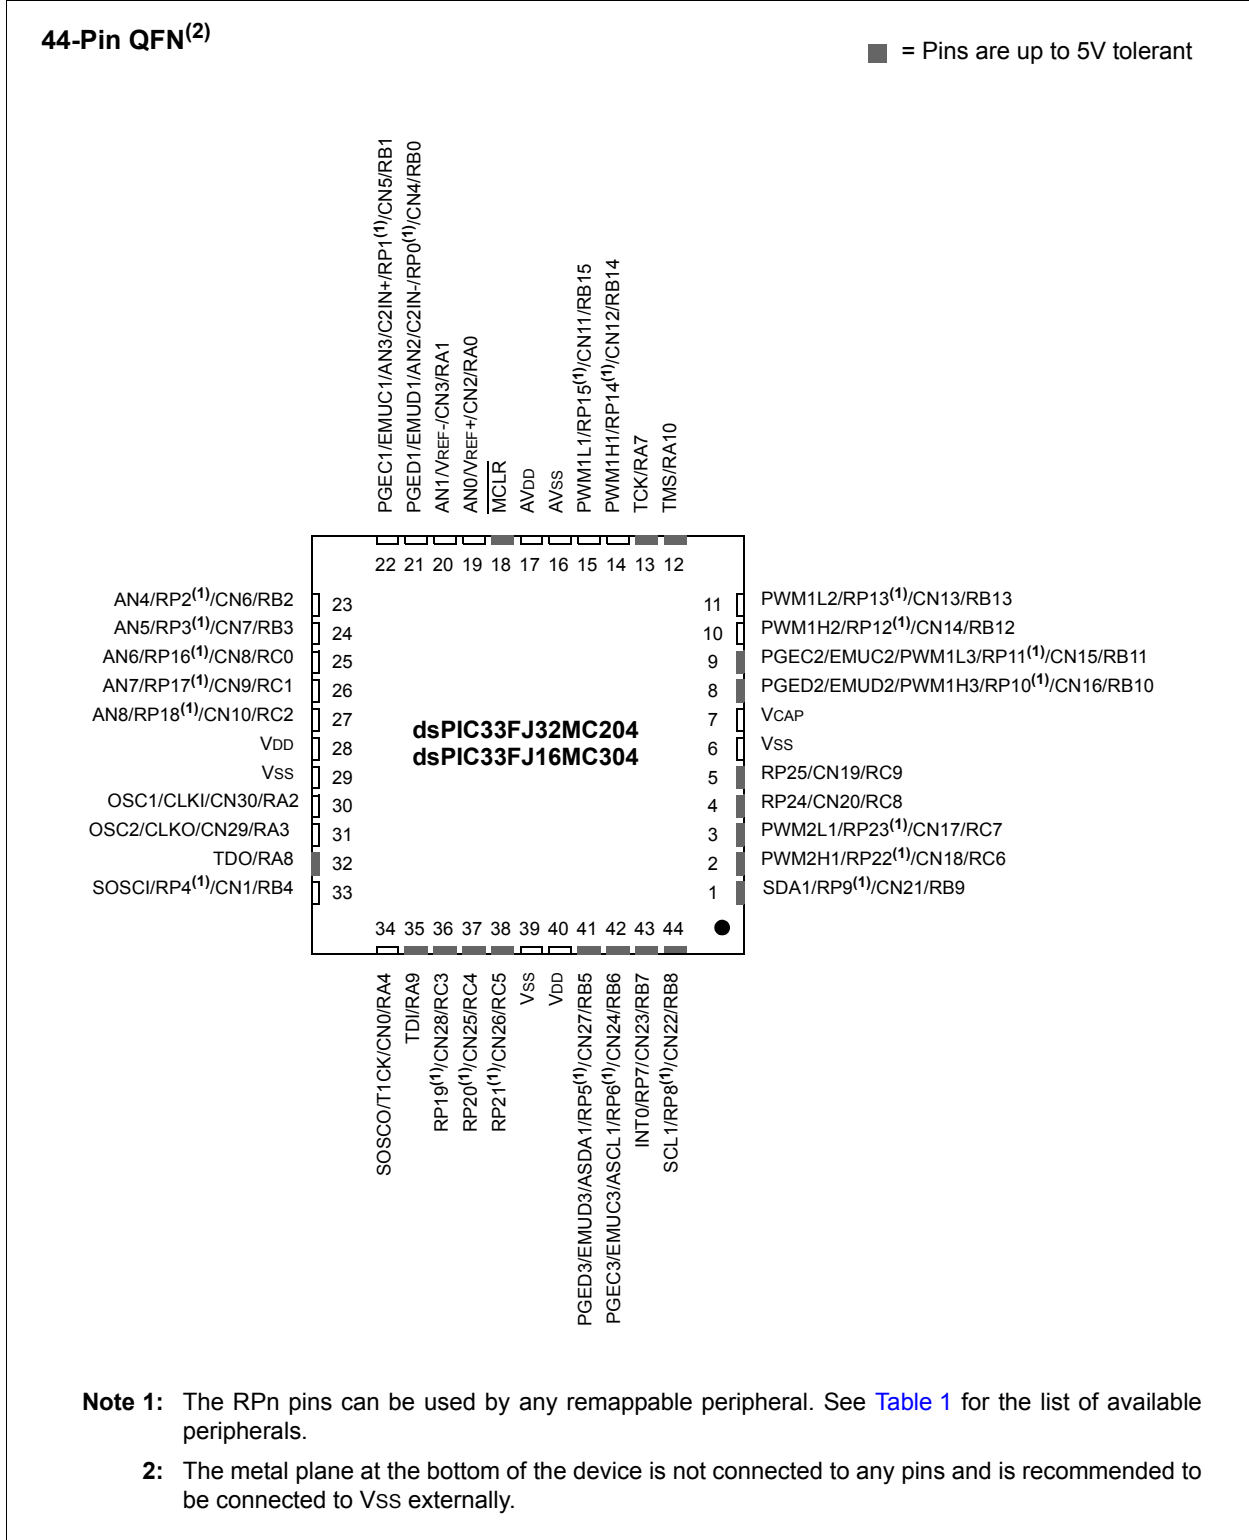 44-Pin QFN(2)
= Pins are up to 5V tolerant
PGEC1/EMUC1/AN3/C2IN+/RP1(1)/CN5/RB1
PGED1/EMUD1/AN2/C2IN-/RP0(1)/CN4/RB0
AN1/VREF-/CN3/RA1
AN0/VREF+/CN2/RA0
MCLR
AVDD
AVSS
PWM1L1/RP15(1)/CN11/RB15
PWM1H1/RP14(1)/CN12/RB14
TCK/RA7
TMS/RA10
22 21 20 19 18 17 16 15 14 13 12
AN4/RP2(1)/CN6/RB2 23
AN5/RP3(1)/CN7/RB3 24
AN6/RP16(1)/CN8/RC0 25
AN7/RP17(1)/CN9/RC1 26
AN8/RP18(1)/CN10/RC2 27
VDD 28
VSS 29
OSC1/CLKI/CN30/RA2 30
OSC2/CLKO/CN29/RA3 31
TDO/RA8 32
SOSCI/RP4(1)/CN1/RB4 33
dsPIC33FJ32MC204
dsPIC33FJ16MC304
11 PWM1L2/RP13(1)/CN13/RB13
10 PWM1H2/RP12(1)/CN14/RB12
9 PGEC2/EMUC2/PWM1L3/RP11(1)/CN15/RB11
8 PGED2/EMUD2/PWM1H3/RP10(1)/CN16/RB10
7 VCAP
6 VSS
5 RP25/CN19/RC9
4 RP24/CN20/RC8
3 PWM2L1/RP23(1)/CN17/RC7
2 PWM2H1/RP22(1)/CN18/RC6
1 SDA1/RP9(1)/CN21/RB9
34 35 36 37 38 39 40 41 42 43 44
SOSCO/T1CK/CN0/RA4
TDI/RA9
RP19(1)/CN28/RC3
RP20(1)/CN25/RC4
RP21(1)/CN26/RC5
VSS
VDD
PGED3/EMUD3/ASDA1/RP5(1)/CN27/RB5
PGEC3/EMUC3/ASCL1/RP6(1)/CN24/RB6
INT0/RP7/CN23/RB7
SCL1/RP8(1)/CN22/RB8
Note 1: The RPn pins can be used by any remappable peripheral. See Table 1 for the list of available
peripherals.
2: The metal plane at the bottom of the device is not connected to any pins and is recommended to
be connected to VSS externally.